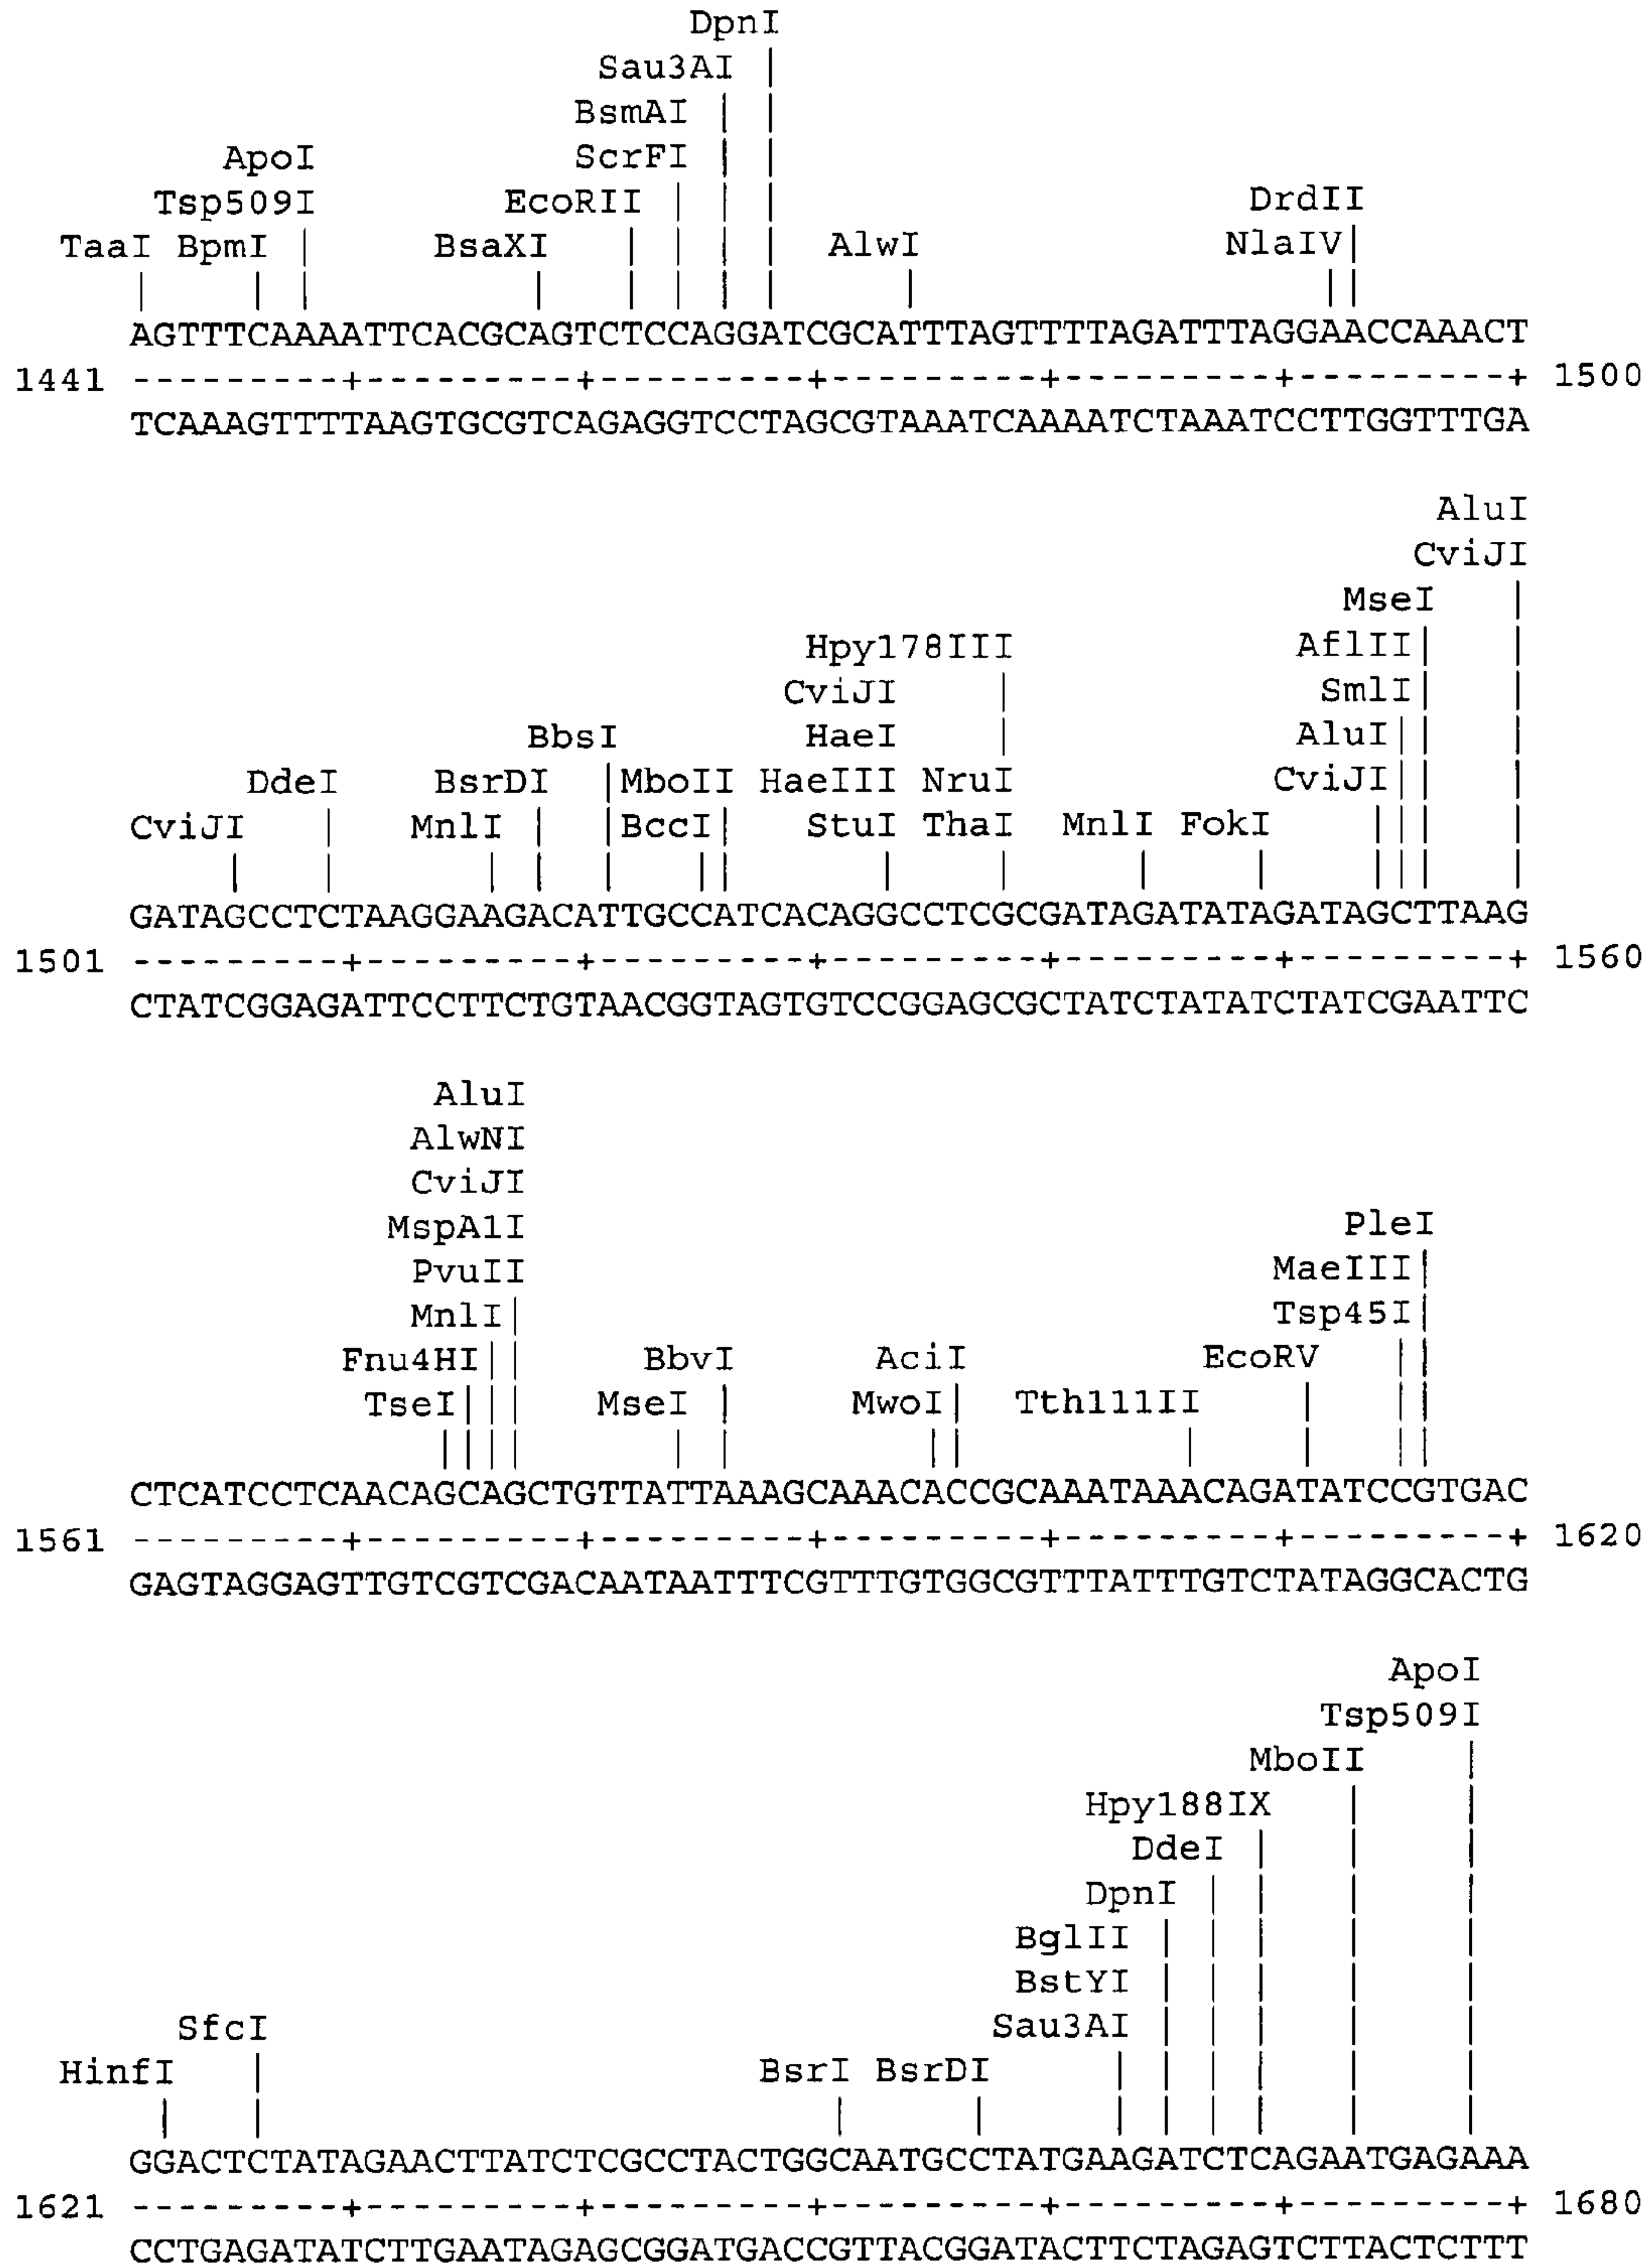 DpnI
Sau3AI
BsmAI
ApoI ScrFI
Tsp509I EcoRII DrdII
TaaI BpmI BsaXI AlwI NlaIV
AGTTTCAAAATTCACGCAGTCTCCAGGATCGCATTTAGTTTTTAGATTTAGGAACCAAACT
1441 ---------+---------+---------+---------+---------+---------+ 1500
TCAAAGTTTTAAGTGCGTCAGAGGTCCTAGCGTAAATCAAAATCTAAATCCTTGGTTTGA
AluI
CviJI
MseI
Hpy178III AflII
CviJI SmlI
BbsI HaeI AluI
DdeI BsrDI MboII HaeIII NruI CviJI
CviJI MnlI BccI StuI ThaI MnlI FokI
GATAGCCTCTAAGGAAGACATTGCCATCACAGGCCTCGCGATAGATATAGATAGCTTAAG
1501 ---------+---------+---------+---------+---------+---------+ 1560
CTATCGGAGATTCCTTCTGTAACGGTAGTGTCCGGAGCGCTATCTATATCTATCGAATTC
AluI
AlwNI
CviJI
MspA1I PleI
PvuII MaeIII
MnlI Tsp45I
Fnu4HI BbvI AciI EcoRV
TseI MseI MwoI Tth111II
CTCATCCTCAACAGCAGCTGTTATTAAAGCAAACACCGCAAATAAACAGATATCCGTGAC
1561 ---------+---------+---------+---------+---------+---------+ 1620
GAGTAGGAGTTGTCGTCGACAATAATTTCGTTTGTGGCGTTTATTTGTCTATAGGCACTG
ApoI
Tsp509I
MboII
Hpy188IX
DdeI
DpnI
BglII
BstYI
SfcI Sau3AI
HinfI BsrI BsrDI
GGACTCTATAGAACTTATCTCGCCTACTGGCAATGCCTATGAAGATCTCAGAATGAGAAA
1621 ---------+---------+---------+---------+---------+---------+ 1680
CCTGAGATATCTTGAATAGAGCGGATGACCGTTACGGATACTTCTAGAGTCTTACTCTTT